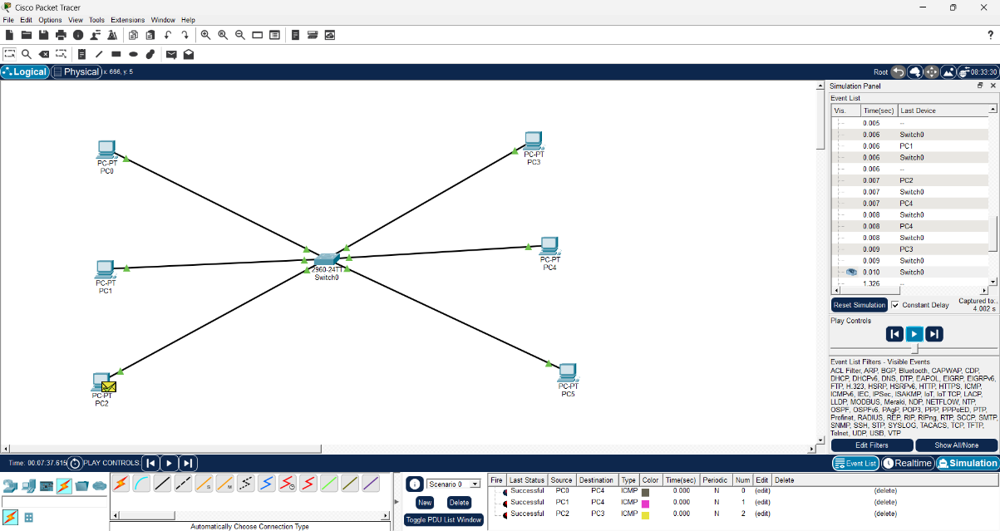 Cisco Packet Tracer
File Edit Options View Tools Extensions Window Help
?
Logical Physical x: 666, y: 5 Root 08:33:30
PC-PT
PC0
PC-PT
PC3
PC-PT
PC1
2960-24TT
Switch0
PC-PT
PC4
PC-PT
PC2
PC-PT
PC5
Simulation Panel
Event List
Vis. Time(sec) Last Device
0.005 --
0.006 Switch0
0.006 PC1
0.006 Switch0
0.006 --
0.007 PC2
0.007 Switch0
0.007 PC4
0.008 Switch0
0.008 PC4
0.008 Switch0
0.009 PC3
0.009 Switch0
0.010 Switch0
1.326 --
Reset Simulation Constant Delay Captured to:
4.002 s
Play Controls
Event List Filters - Visible Events
ACL Filter, ARP, BGP, Bluetooth, CAPWAP, CDP,
DHCP, DHCPv6, DNS, DTP, EAPOL, EIGRP, EIGRPv6,
FTP, H.323, HSRP, HSRPv6, HTTP, HTTPS, ICMP,
ICMPv6, IEC, IPSec, ISAKMP, IoT, IoT TCP, LACP,
LLDP, MODBUS, Meraki, NDP, NETFLOW, NTP,
OSPF, OSPFv6, PAgP, POP3, PPP, PPPoED, PTP,
Profinet, RADIUS, REP, RIP, RIPng, RTP, SCCP, SMTP,
SNMP, SSH, STP, SYSLOG, TACACS, TCP, TFTP,
Telnet, UDP, USB, VTP
Edit Filters Show All/None
Time: 00:07:37.615 PLAY CONTROLS: Event List Realtime Simulation
Automatically Choose Connection Type
Scenario 0
New Delete
Toggle PDU List Window
Fire Last Status Source Destination Type Color Time(sec) Periodic Num Edit Delete
Successful PC0 PC4 ICMP 0.000 N 0 (edit) (delete)
Successful PC1 PC4 ICMP 0.000 N 1 (edit) (delete)
Successful PC2 PC3 ICMP 0.000 N 2 (edit) (delete)